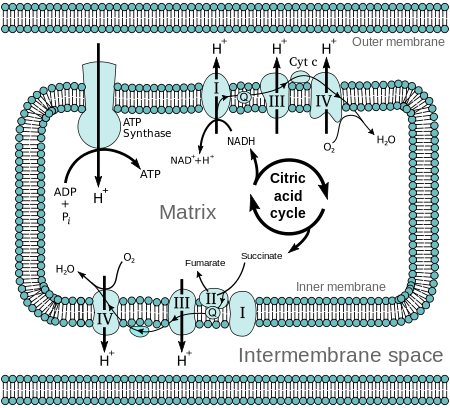 Outer membrane
H⁺
H⁺
H⁺
Cyt c
I
Q
III
IV
ATP
Synthase
NADH
NAD⁺+H⁺
O₂
H₂O
ATP
ADP
+
Pᵢ
H⁺
Matrix
Citric
acid
cycle
Fumarate
Succinate
H₂O
O₂
Inner membrane
IV
III
II
Q
I
H⁺
H⁺
Intermembrane space